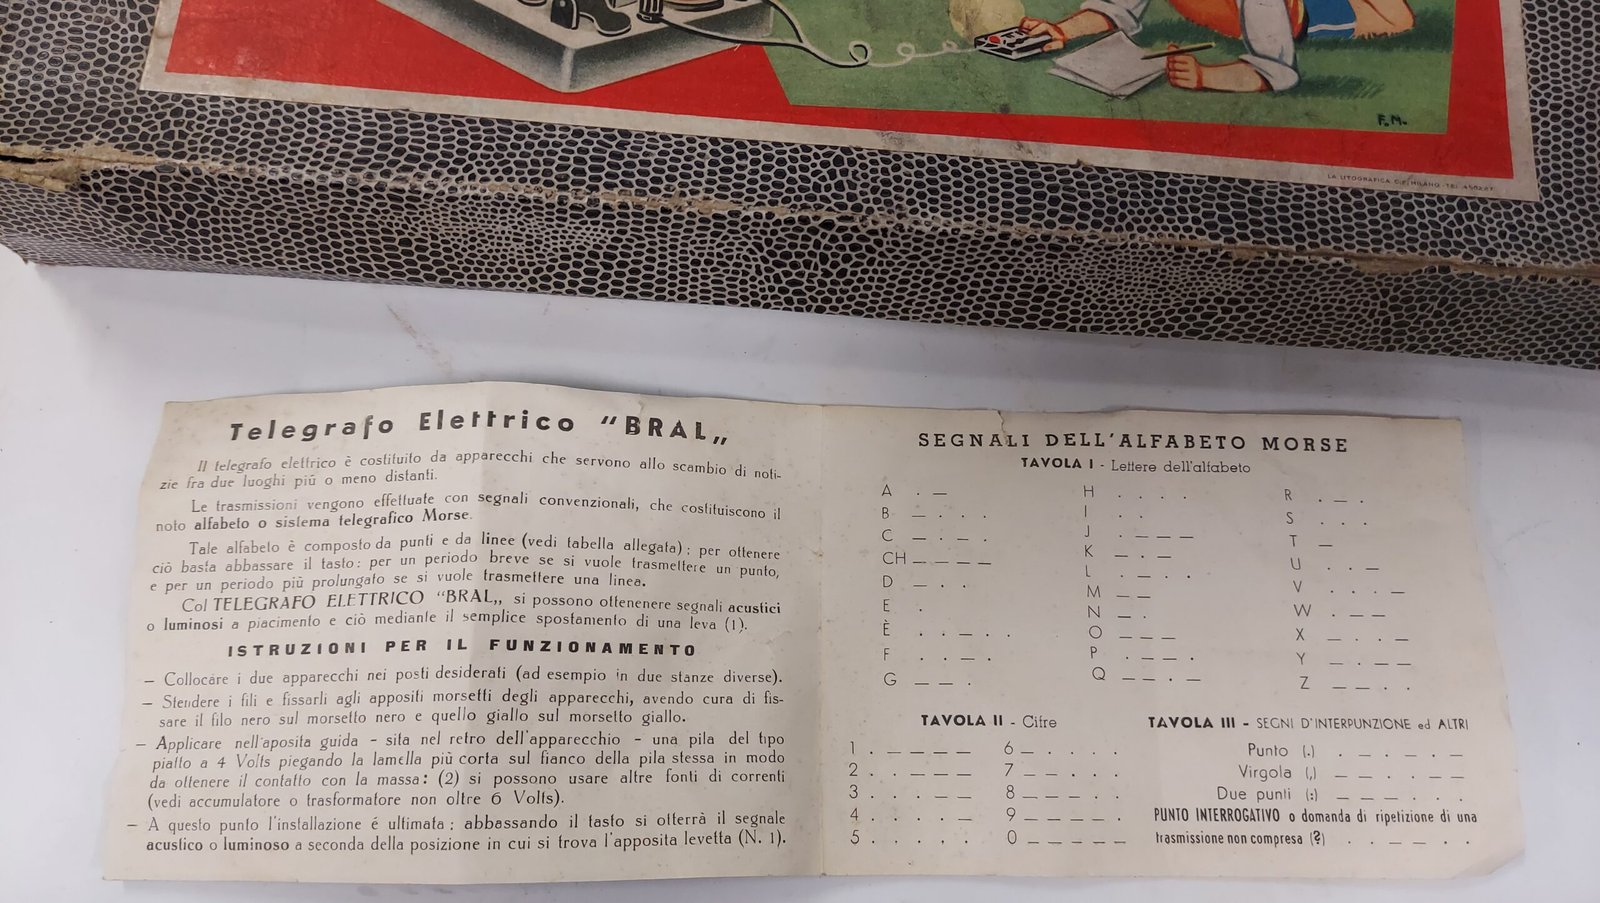 F.M.
LA LITOGRAFICA C.F. MILANO - TEL. 450287
Telegrafo Elettrico "BRAL„
Il telegrafo elettrico è costituito da apparecchi che servono allo scambio di noti-
zie fra due luoghi più o meno distanti.
Le trasmissioni vengono effettuate con segnali convenzionali, che costituiscono il
noto alfabeto o sistema telegrafico Morse.
Tale alfabeto è composto da punti e da linee (vedi tabella allegata) : per ottenere
ciò basta abbassare il tasto : per un periodo breve se si vuole trasmettere un punto,
e per un periodo più prolungato se si vuole trasmettere una linea.
Col TELEGRAFO ELETTRICO "BRAL„ si possono ottenenere segnali acustici
o luminosi a piacimento e ciò mediante il semplice spostamento di una leva (1).
ISTRUZIONI PER IL FUNZIONAMENTO
— Collocare i due apparecchi nei posti desiderati (ad esempio in due stanze diverse).
— Stendere i fili e fissarli agli appositi morsetti degli apparecchi, avendo cura di fis-
sare il filo nero sul morsetto nero e quello giallo sul morsetto giallo.
— Applicare nell'aposita guida - sita nel retro dell'apparecchio - una pila del tipo
piatto a 4 Volts piegando la lamella più corta sul fianco della pila stessa in modo
da ottenere il contatto con la massa : (2) si possono usare altre fonti di correnti
(vedi accumulatore o trasformatore non oltre 6 Volts).
— A questo punto l'installazione é ultimata ; abbassando il tasto si otterrà il segnale
acustico o luminoso a seconda della posizione in cui si trova l'apposita levetta (N. 1).
SEGNALI DELL'ALFABETO MORSE
TAVOLA I - Lettere dell'alfabeto
A . —
B — . . .
C — . — .
CH — — — —
D — . .
E .
È . . — . .
F . . — .
G — — .
H . . . .
I . .
J . — — —
K — . —
L . — . .
M — —
N — .
O — — —
P . — — .
Q — — . —
R . — .
S . . .
T —
U . . —
V . . . —
W . — —
X — . . —
Y — . — —
Z — — . .
TAVOLA II - Cifre
1 . — — — —
2 . . — — —
3 . . . — —
4 . . . . —
5 . . . . .
6 — . . . .
7 — — . . .
8 — — — . .
9 — — — — .
0 — — — — —
TAVOLA III - SEGNI D'INTERPUNZIONE ed ALTRI
Punto (.) . — . — . —
Virgola (,) — — . . — —
Due punti (:) — — — . . .
PUNTO INTERROGATIVO o domanda di ripetizione di una
trasmissione non compresa (?) . . — — . .